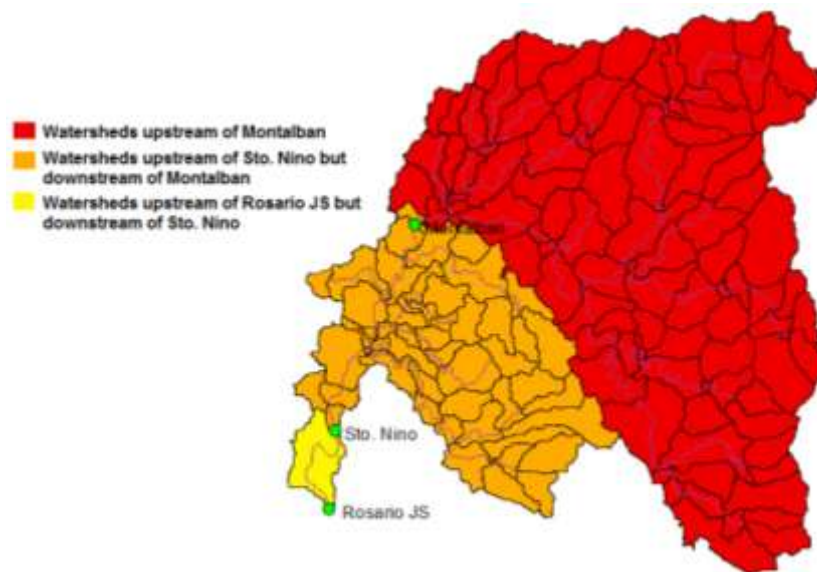 Watersheds upstream of Montalban
Watersheds upstream of Sto. Nino but
downstream of Montalban
Watersheds upstream of Rosario JS but
downstream of Sto. Nino
Sto. Nino
Rosario JS